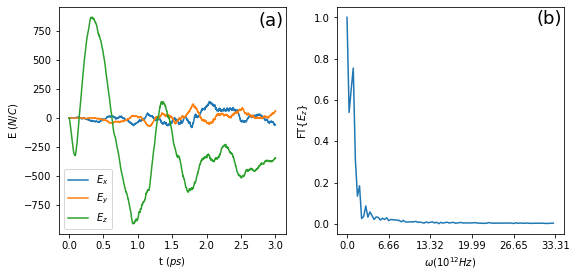 (a)
E (N/C)
750
500
250
0
−250
−500
−750
E_x
E_y
E_z
0.0 0.5 1.0 1.5 2.0 2.5 3.0
t (ps)
(b)
FT{E_z}
1.0
0.8
0.6
0.4
0.2
0.0
0.0 6.66 13.32 19.99 26.65 33.31
ω(10^12 Hz)